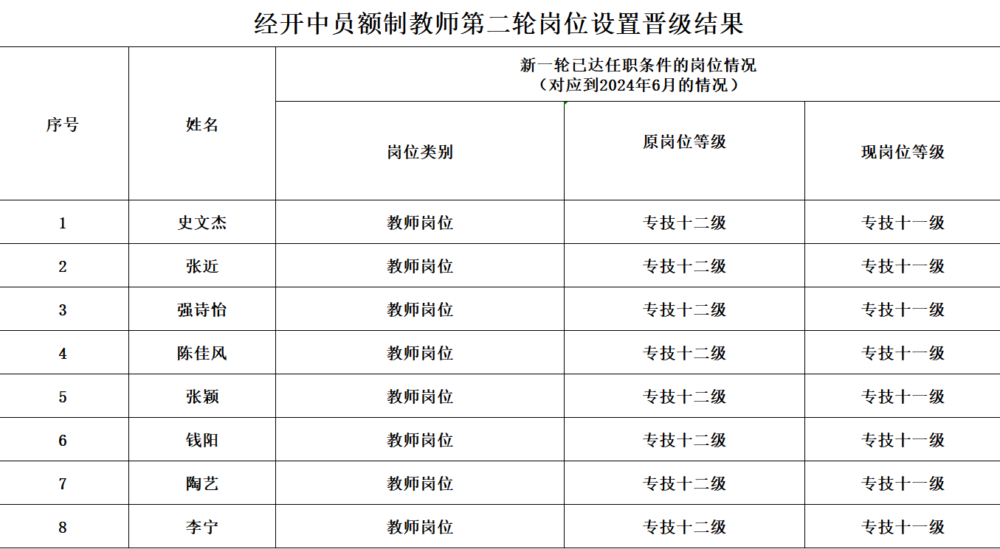 经开中员额制教师第二轮岗位设置晋级结果
序号 姓名 新一轮已达任职条件的岗位情况
（对应到2024年6月的情况）
岗位类别 原岗位等级 现岗位等级
1 史文杰 教师岗位 专技十二级 专技十一级
2 张近 教师岗位 专技十二级 专技十一级
3 强诗怡 教师岗位 专技十二级 专技十一级
4 陈佳风 教师岗位 专技十二级 专技十一级
5 张颖 教师岗位 专技十二级 专技十一级
6 钱阳 教师岗位 专技十二级 专技十一级
7 陶艺 教师岗位 专技十二级 专技十一级
8 李宁 教师岗位 专技十二级 专技十一级